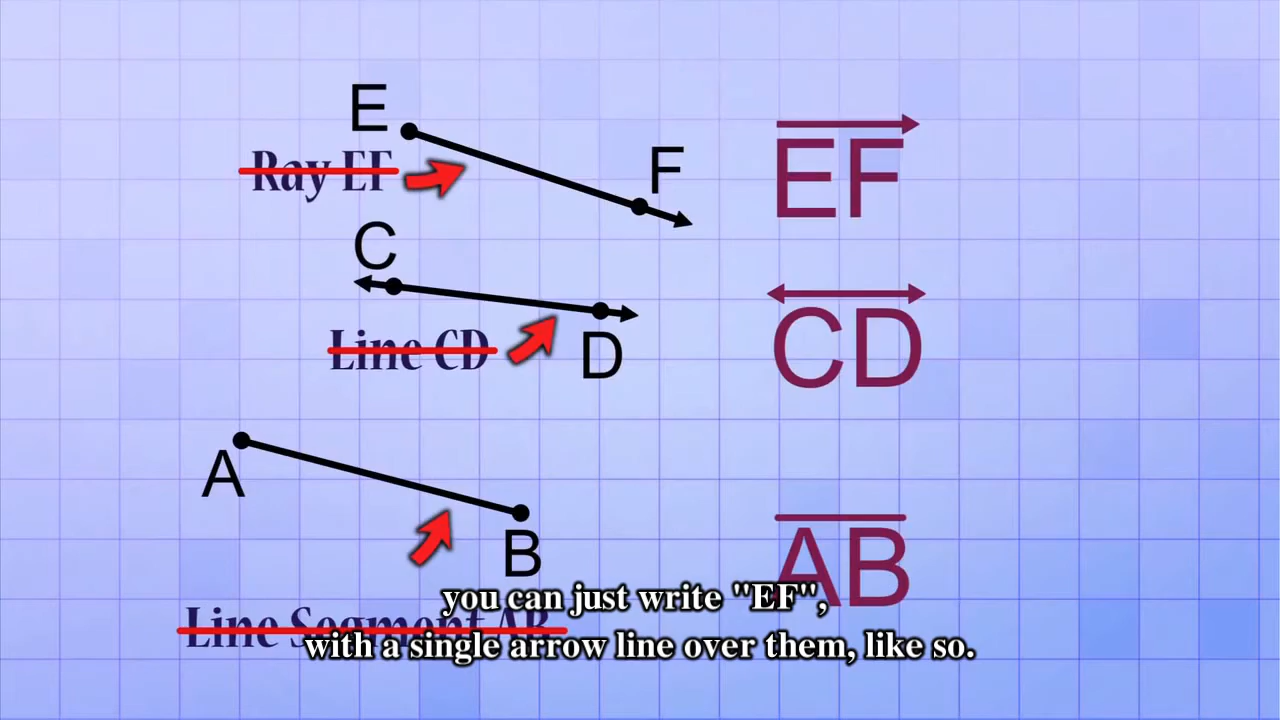 E
F
Ray EF
EF
C
D
Line CD
CD
A
B
AB
Line Segment AB
you can just write "EF",
with a single arrow line over them, like so.